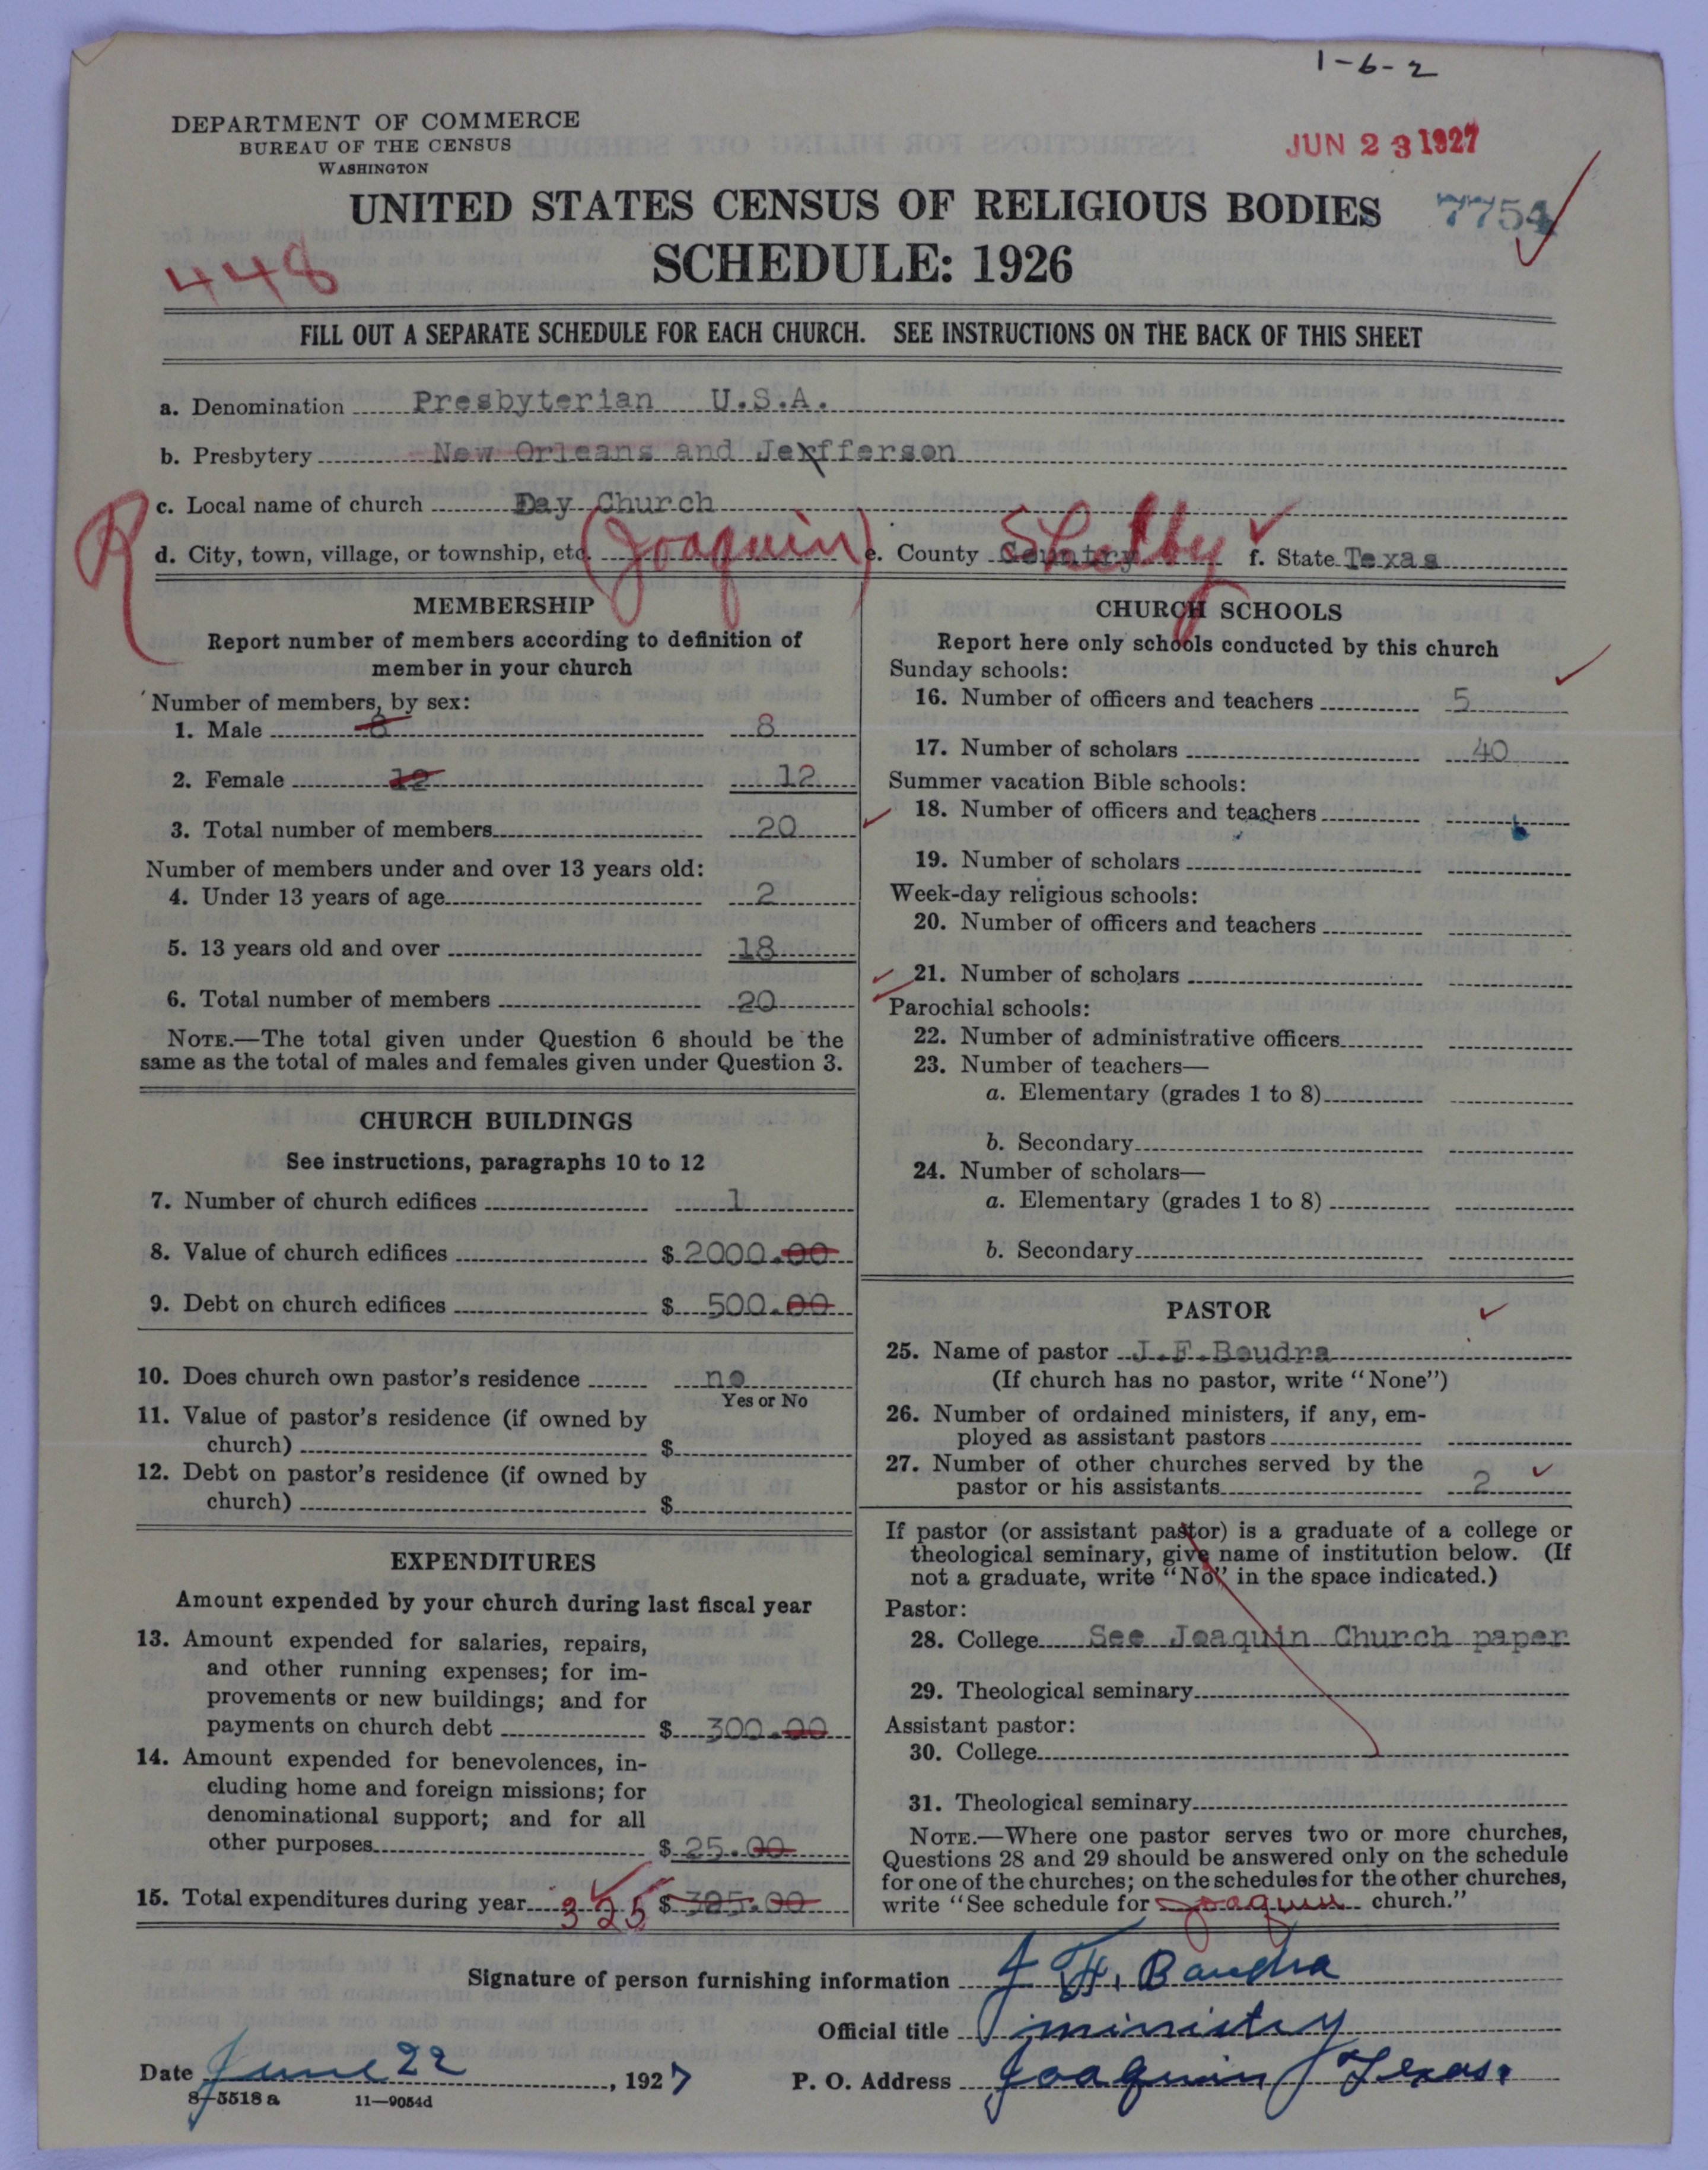 1-6-2
DEPARTMENT OF COMMERCE
BUREAU OF THE CENSUS
WASHINGTON
JUN 23 1927
UNITED STATES CENSUS OF RELIGIOUS BODIES
7754
SCHEDULE: 1926
448
FILL OUT A SEPARATE SCHEDULE FOR EACH CHURCH. SEE INSTRUCTIONS ON THE BACK OF THIS SHEET
a. Denomination Presbyterian U.S.A.
b. Presbytery New Orleans and Jefferson
R
c. Local name of church Day Church
d. City, town, village, or township, etc. (Joaquin) e. County Country Shelby f. State Texas
MEMBERSHIP
Report number of members according to definition of
member in your church
Number of members, by sex:
1. Male 8 8
2. Female 12 12
3. Total number of members 20
Number of members under and over 13 years old:
4. Under 13 years of age 2
5. 13 years old and over 18
6. Total number of members 20
NOTE.—The total given under Question 6 should be the
same as the total of males and females given under Question 3.
CHURCH BUILDINGS
See instructions, paragraphs 10 to 12
7. Number of church edifices 1
8. Value of church edifices $ 2000.00
9. Debt on church edifices $ 500.00
10. Does church own pastor's residence no
Yes or No
11. Value of pastor's residence (if owned by
church) $
12. Debt on pastor's residence (if owned by
church) $
EXPENDITURES
Amount expended by your church during last fiscal year
13. Amount expended for salaries, repairs,
and other running expenses; for im-
provements or new buildings; and for
payments on church debt $ 300.00
14. Amount expended for benevolences, in-
cluding home and foreign missions; for
denominational support; and for all
other purposes $ 25.00
15. Total expenditures during year 325 $ 305.00
CHURCH SCHOOLS
Report here only schools conducted by this church
Sunday schools:
16. Number of officers and teachers 5
17. Number of scholars 40
Summer vacation Bible schools:
18. Number of officers and teachers
19. Number of scholars
Week-day religious schools:
20. Number of officers and teachers
21. Number of scholars
Parochial schools:
22. Number of administrative officers
23. Number of teachers—
a. Elementary (grades 1 to 8)
b. Secondary
24. Number of scholars—
a. Elementary (grades 1 to 8)
b. Secondary
PASTOR
25. Name of pastor J.F.Boudra
(If church has no pastor, write "None")
26. Number of ordained ministers, if any, em-
ployed as assistant pastors
27. Number of other churches served by the
pastor or his assistants 2
If pastor (or assistant pastor) is a graduate of a college or
theological seminary, give name of institution below. (If
not a graduate, write "No" in the space indicated.)
Pastor:
28. College See Joaquin Church paper
29. Theological seminary
Assistant pastor:
30. College
31. Theological seminary
NOTE.—Where one pastor serves two or more churches,
Questions 28 and 29 should be answered only on the schedule
for one of the churches; on the schedules for the other churches,
write "See schedule for Joaquin church."
Signature of person furnishing information J F. Boudra
Official title ministry
Date June 22, 1927 P. O. Address Joaquin Texas.
8-5518 a 11-9054d